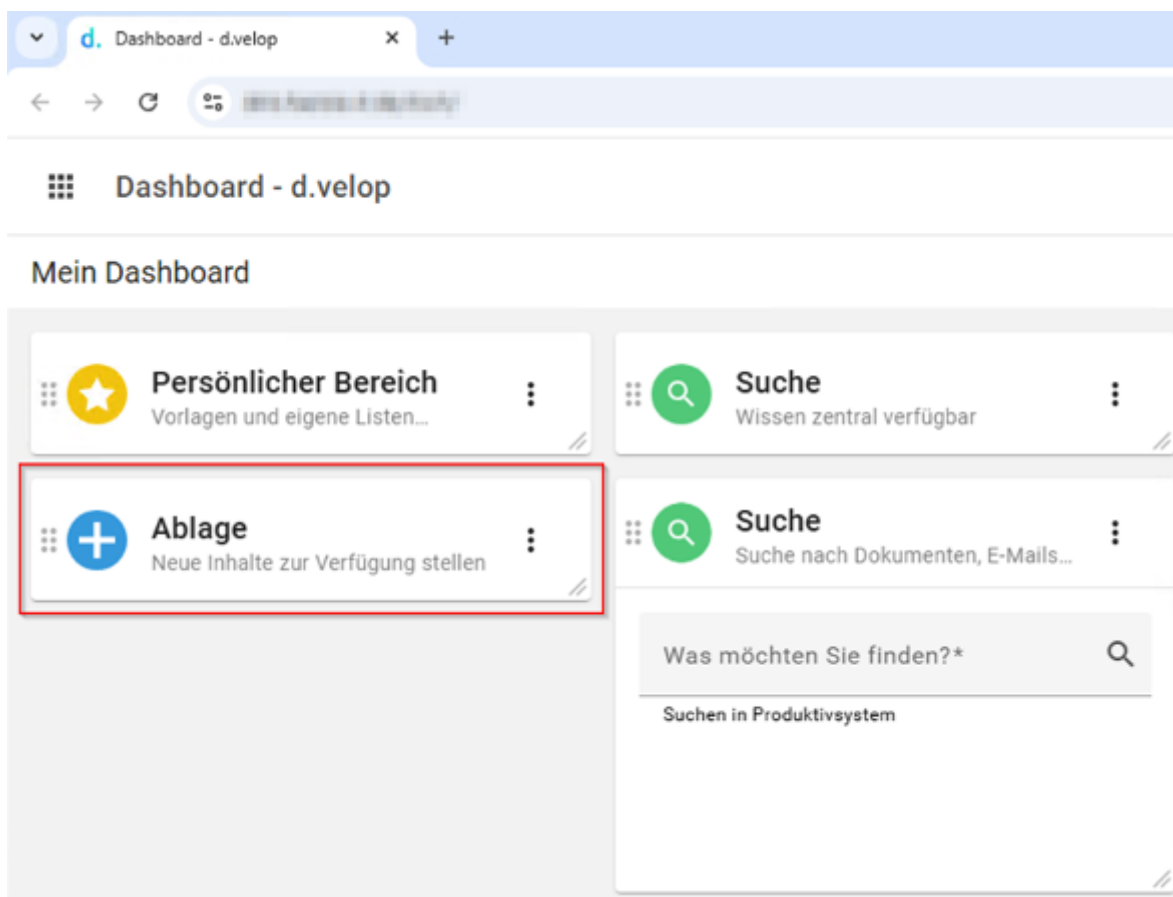 d. Dashboard - d.velop
Dashboard - d.velop
Mein Dashboard
Persönlicher Bereich
Vorlagen und eigene Listen...
Suche
Wissen zentral verfügbar
Ablage
Neue Inhalte zur Verfügung stellen
Suche
Suche nach Dokumenten, E-Mails...
Was möchten Sie finden?*
Suchen in Produktivsystem